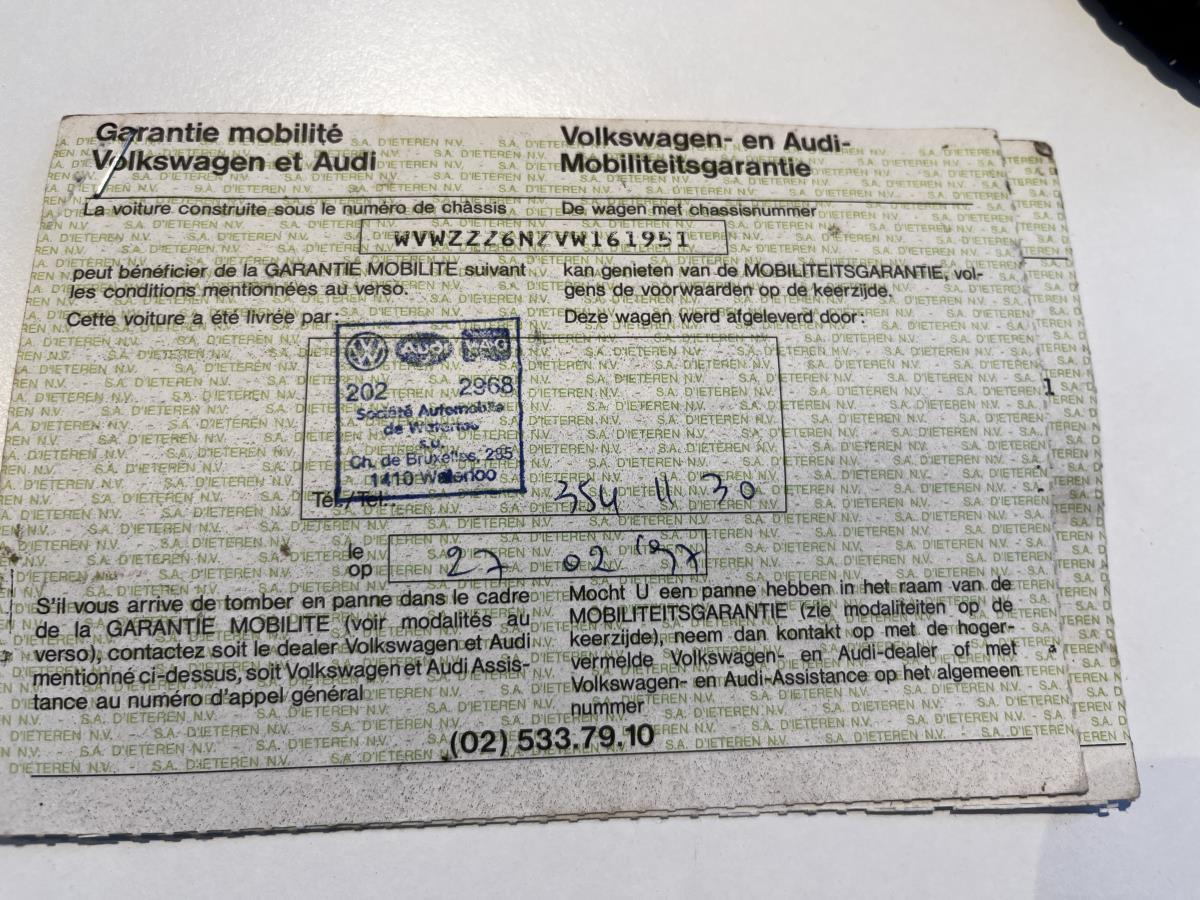 Garantie mobilité
Volkswagen et Audi
Volkswagen- en Audi-
Mobiliteitsgarantie
La voiture construite sous le numéro de châssis
De wagen met chassisnummer
WVWZZZ6NZVW161951
peut bénéficier de la GARANTIE MOBILITE suivant
les conditions mentionnées au verso.
kan genieten van de MOBILITEITSGARANTIE, vol-
gens de voorwaarden op de keerzijde.
Cette voiture a été livrée par:
Deze wagen werd afgeleverd door:
AUDI V.A.G
202 2968
Société Automobile
de Waterloo
s.a.
Ch. de Bruxelles, 285
1410 Waterloo
Tél./Tel: 354 11 30
le
op
27 02 '97
S'il vous arrive de tomber en panne dans le cadre
de la GARANTIE MOBILITE (voir modalités au
verso), contactez soit le dealer Volkswagen et Audi
mentionné ci-dessus, soit Volkswagen et Audi Assis-
tance au numéro d'appel général
Mocht U een panne hebben in het raam van de
MOBILITEITSGARANTIE (zie modaliteiten op de
keerzijde), neem dan kontakt op met de hoger-
vermelde Volkswagen- en Audi-dealer of met
Volkswagen- en Audi-Assistance op het algemeen
nummer
(02) 533.79.10
S.A. D'IETEREN N.V.
1